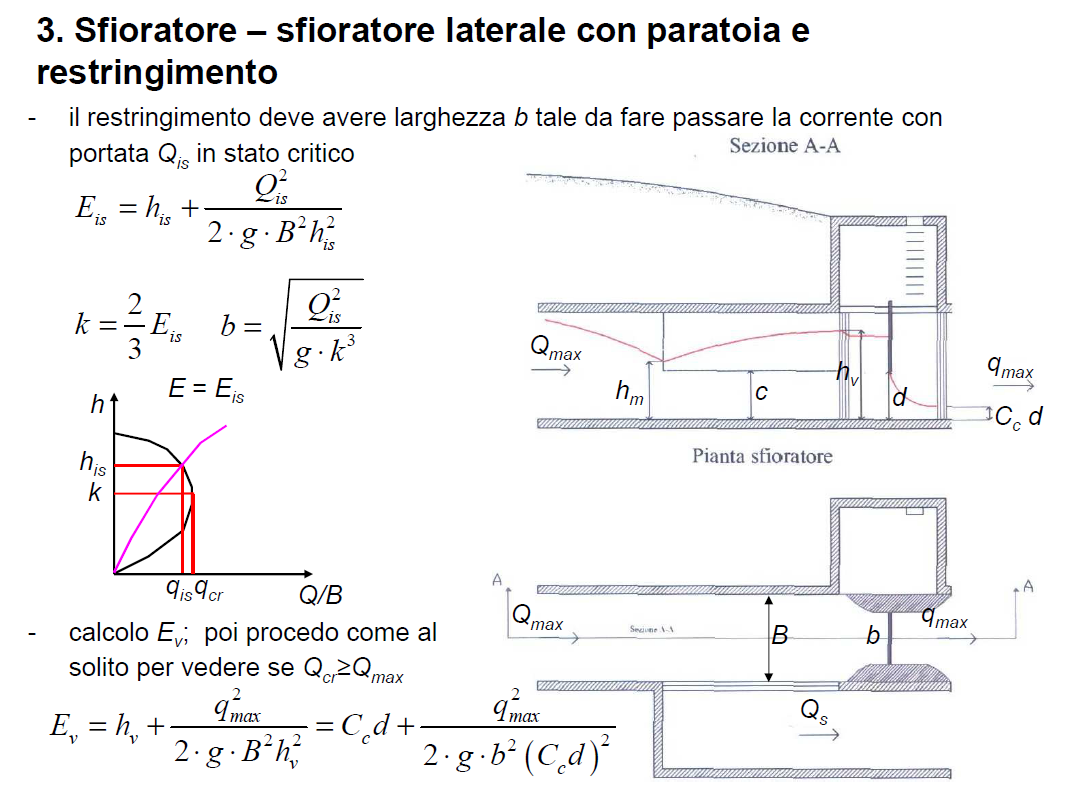 3. Sfioratore – sfioratore laterale con paratoia e
restringimento
- il restringimento deve avere larghezza b tale da fare passare la corrente con
portata Q_is in stato critico
E_is = h_is + Q_is^2 / (2·g·B^2 h_is^2)
k = 2/3 E_is   b = √(Q_is^2 / (g·k^3))
E = E_is
h
h_is
k
q_is q_cr
Q/B
Sezione A-A
Q_max
h_m
c
h_v
d
q_max
C_c d
Pianta sfioratore
A
A
Q_max
Sezione A-A
B
b
q_max
Q_s
- calcolo E_v; poi procedo come al
solito per vedere se Q_cr≥Q_max
E_v = h_v + q_max^2 / (2·g·B^2 h_v^2) = C_c d + q_max^2 / (2·g·b^2 (C_c d)^2)